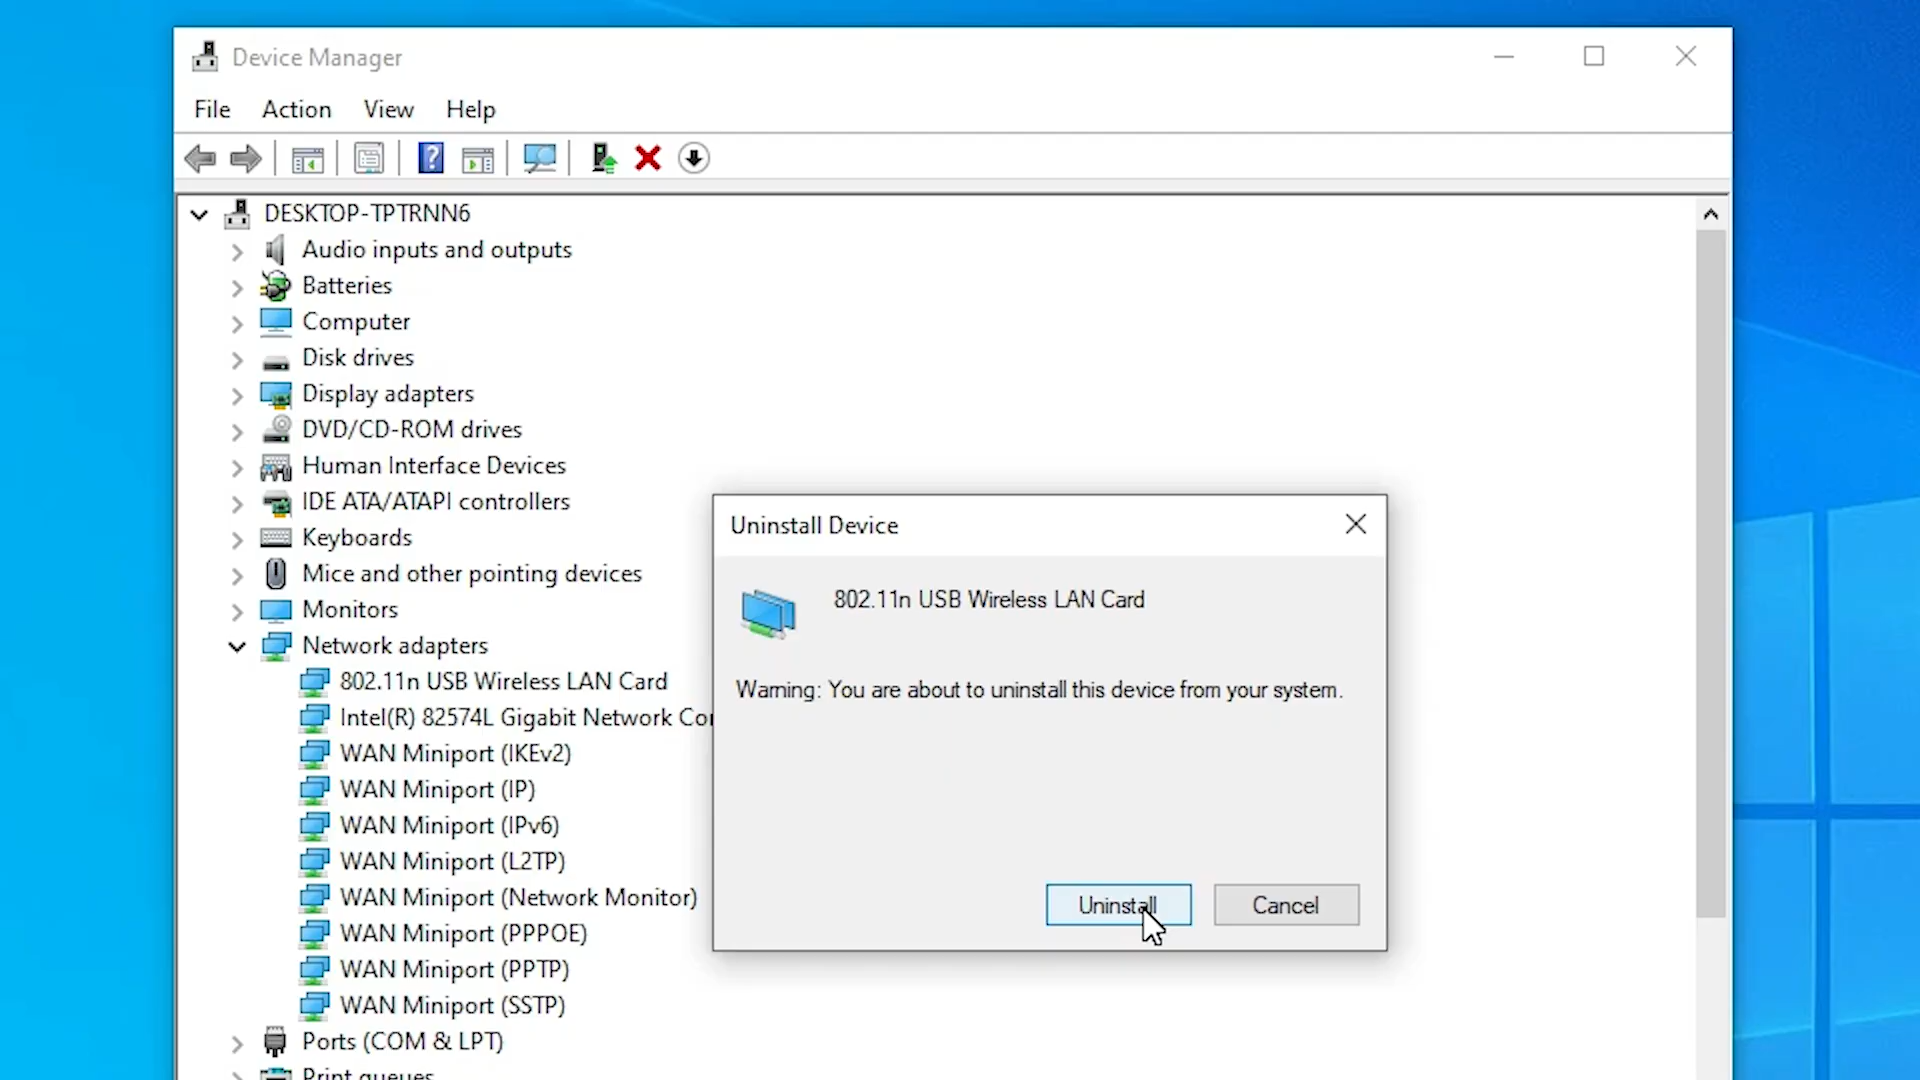 Device Manager
File Action View Help
DESKTOP-TPTRNN6
Audio inputs and outputs
Batteries
Computer
Disk drives
Display adapters
DVD/CD-ROM drives
Human Interface Devices
IDE ATA/ATAPI controllers
Keyboards
Mice and other pointing devices
Monitors
Network adapters
802.11n USB Wireless LAN Card
Intel(R) 82574L Gigabit Network Co
WAN Miniport (IKEv2)
WAN Miniport (IP)
WAN Miniport (IPv6)
WAN Miniport (L2TP)
WAN Miniport (Network Monitor)
WAN Miniport (PPPOE)
WAN Miniport (PPTP)
WAN Miniport (SSTP)
Ports (COM & LPT)
Print queues
Uninstall Device
802.11n USB Wireless LAN Card
Warning: You are about to uninstall this device from your system.
Uninstall Cancel